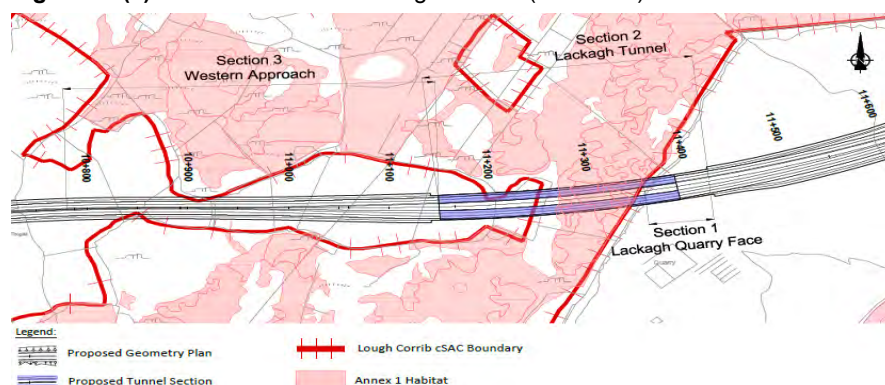 Section 2
Lackagh Tunnel
Section 3
Western Approach
10+800
10+900
11+000
11+100
11+200
11+300
11+400
11+500
11+600
Section 1
Lackagh Quarry Face
Quarry
Legend:
Proposed Geometry Plan
Lough Corrib cSAC Boundary
Proposed Tunnel Section
Annex 1 Habitat